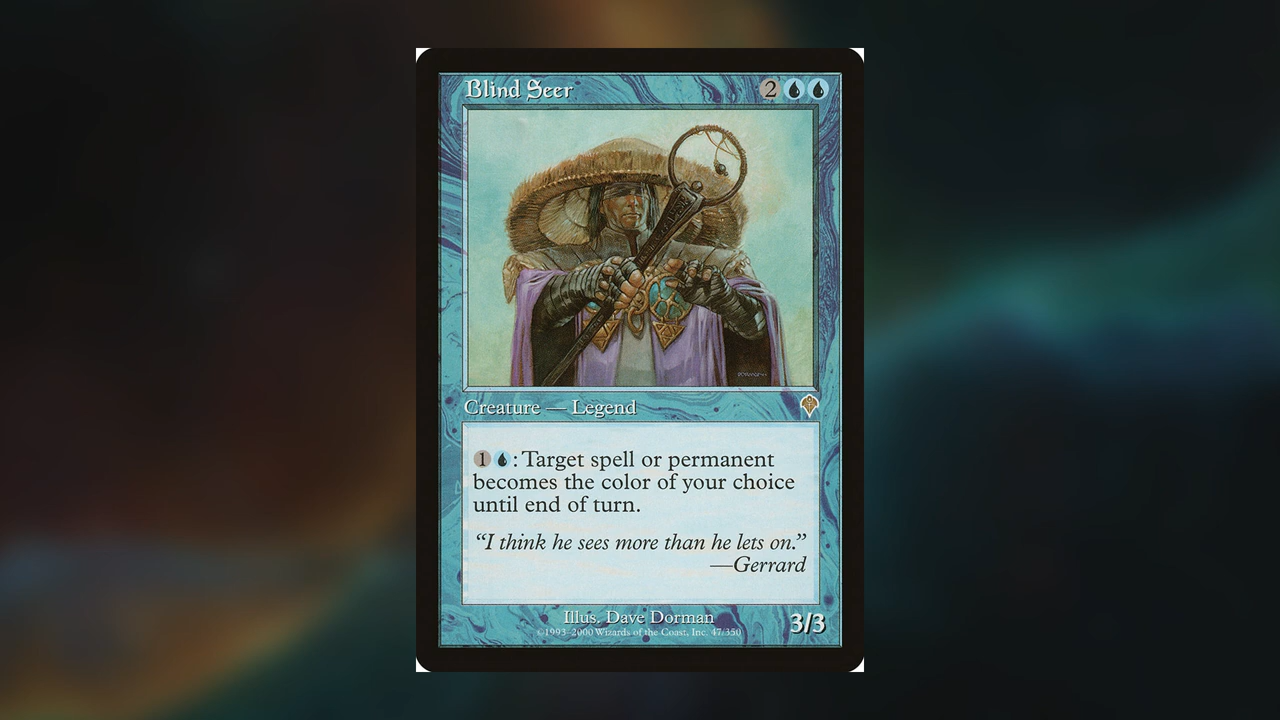 Blind Seer 2
Creature — Legend
1 : Target spell or permanent
becomes the color of your choice
until end of turn.
“I think he sees more than he lets on.”
—Gerrard
Illus. Dave Dorman
©1993–2000 Wizards of the Coast, Inc. 47/350
3/3